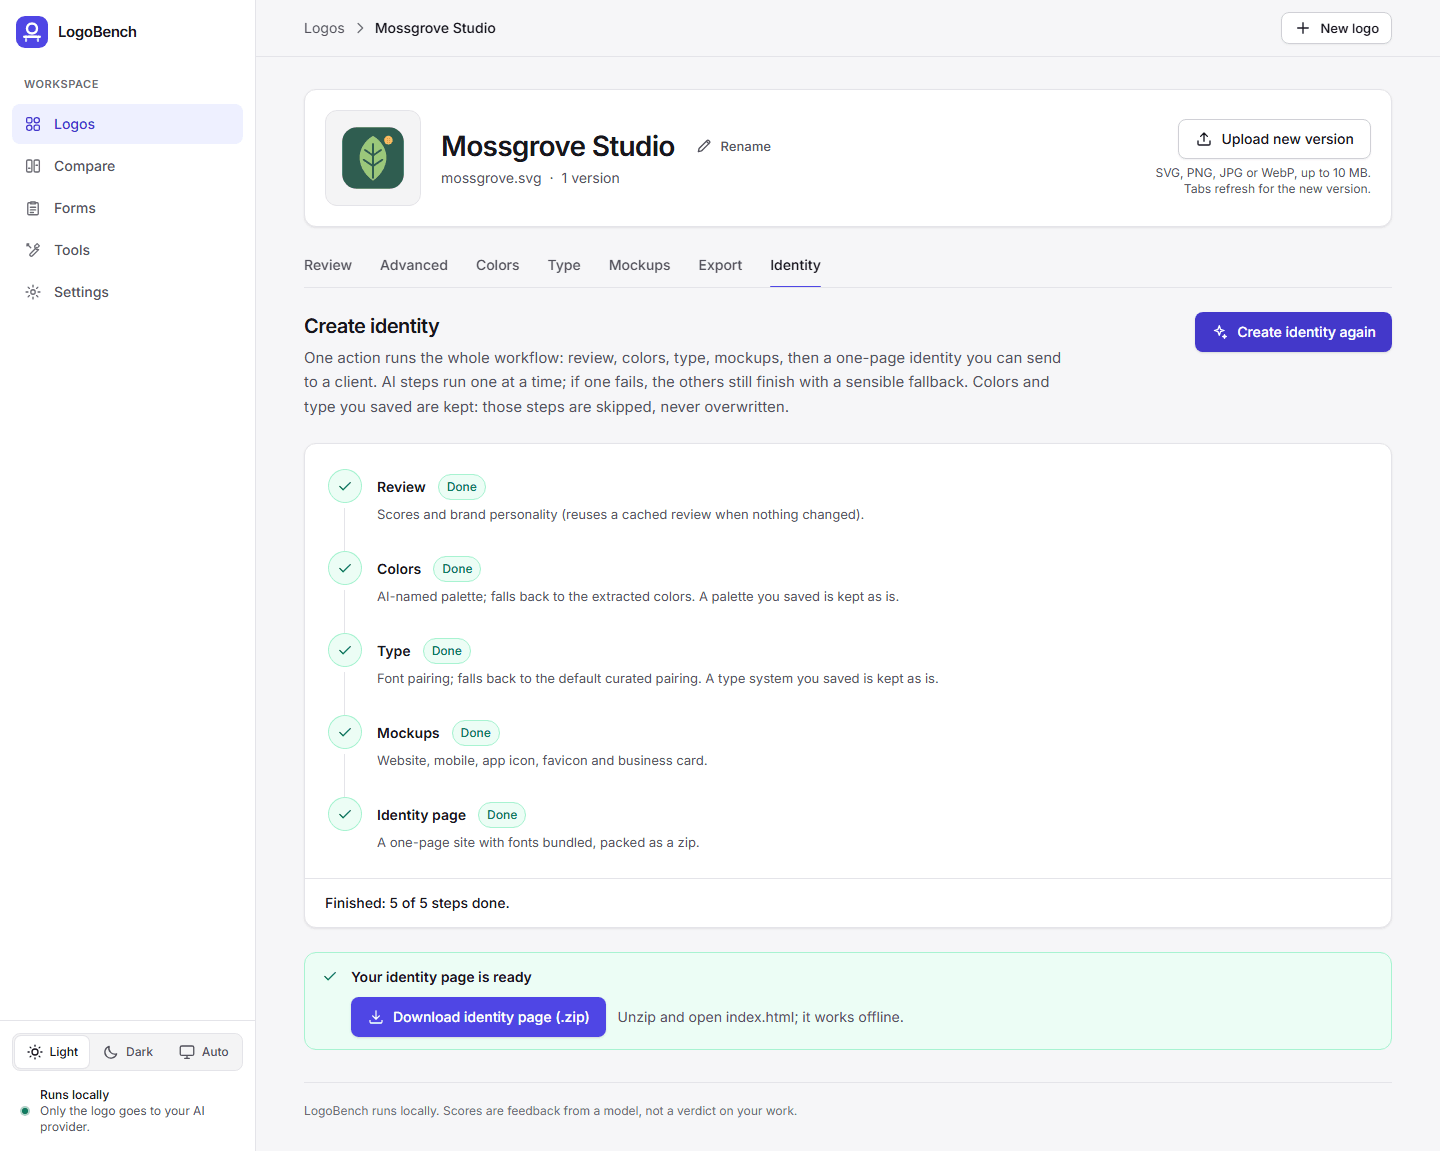 LogoBench
WORKSPACE
Logos
Compare
Forms
Tools
Settings
Light
Dark
Auto
Runs locally
Only the logo goes to your AI
provider.
Logos > Mossgrove Studio
New logo
Mossgrove Studio
Rename
mossgrove.svg · 1 version
Upload new version
SVG, PNG, JPG or WebP, up to 10 MB.
Tabs refresh for the new version.
Review
Advanced
Colors
Type
Mockups
Export
Identity
Create identity
One action runs the whole workflow: review, colors, type, mockups, then a one-page identity you can send
to a client. AI steps run one at a time; if one fails, the others still finish with a sensible fallback. Colors and
type you saved are kept: those steps are skipped, never overwritten.
Create identity again
Review Done
Scores and brand personality (reuses a cached review when nothing changed).
Colors Done
AI-named palette; falls back to the extracted colors. A palette you saved is kept as is.
Type Done
Font pairing; falls back to the default curated pairing. A type system you saved is kept as is.
Mockups Done
Website, mobile, app icon, favicon and business card.
Identity page Done
A one-page site with fonts bundled, packed as a zip.
Finished: 5 of 5 steps done.
Your identity page is ready
Download identity page (.zip)
Unzip and open index.html; it works offline.
LogoBench runs locally. Scores are feedback from a model, not a verdict on your work.